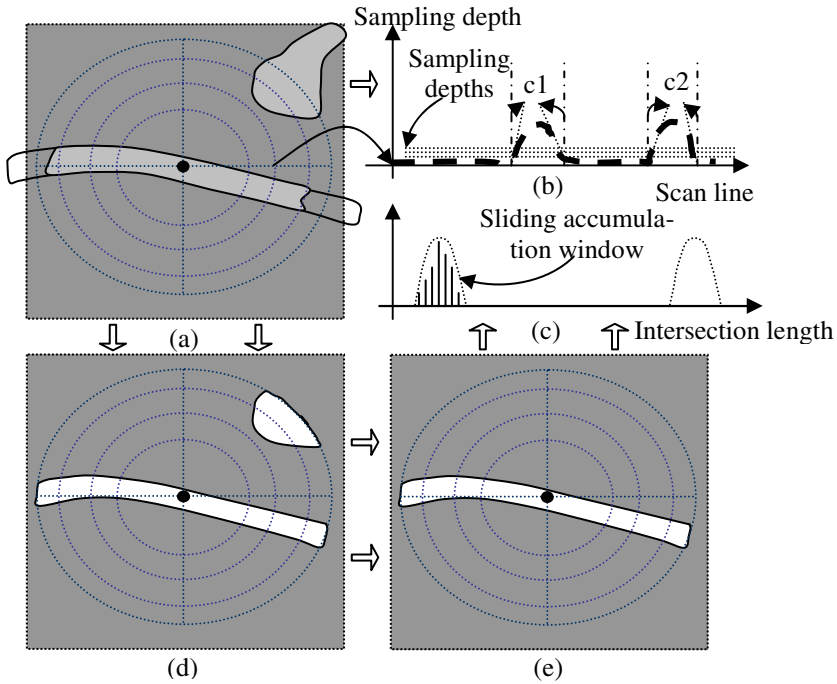 Sampling depth
Sampling
depths
c1
c2
(b)
Scan line
Sliding accumula-
tion window
(a)
(c)
Intersection length
(d)
(e)